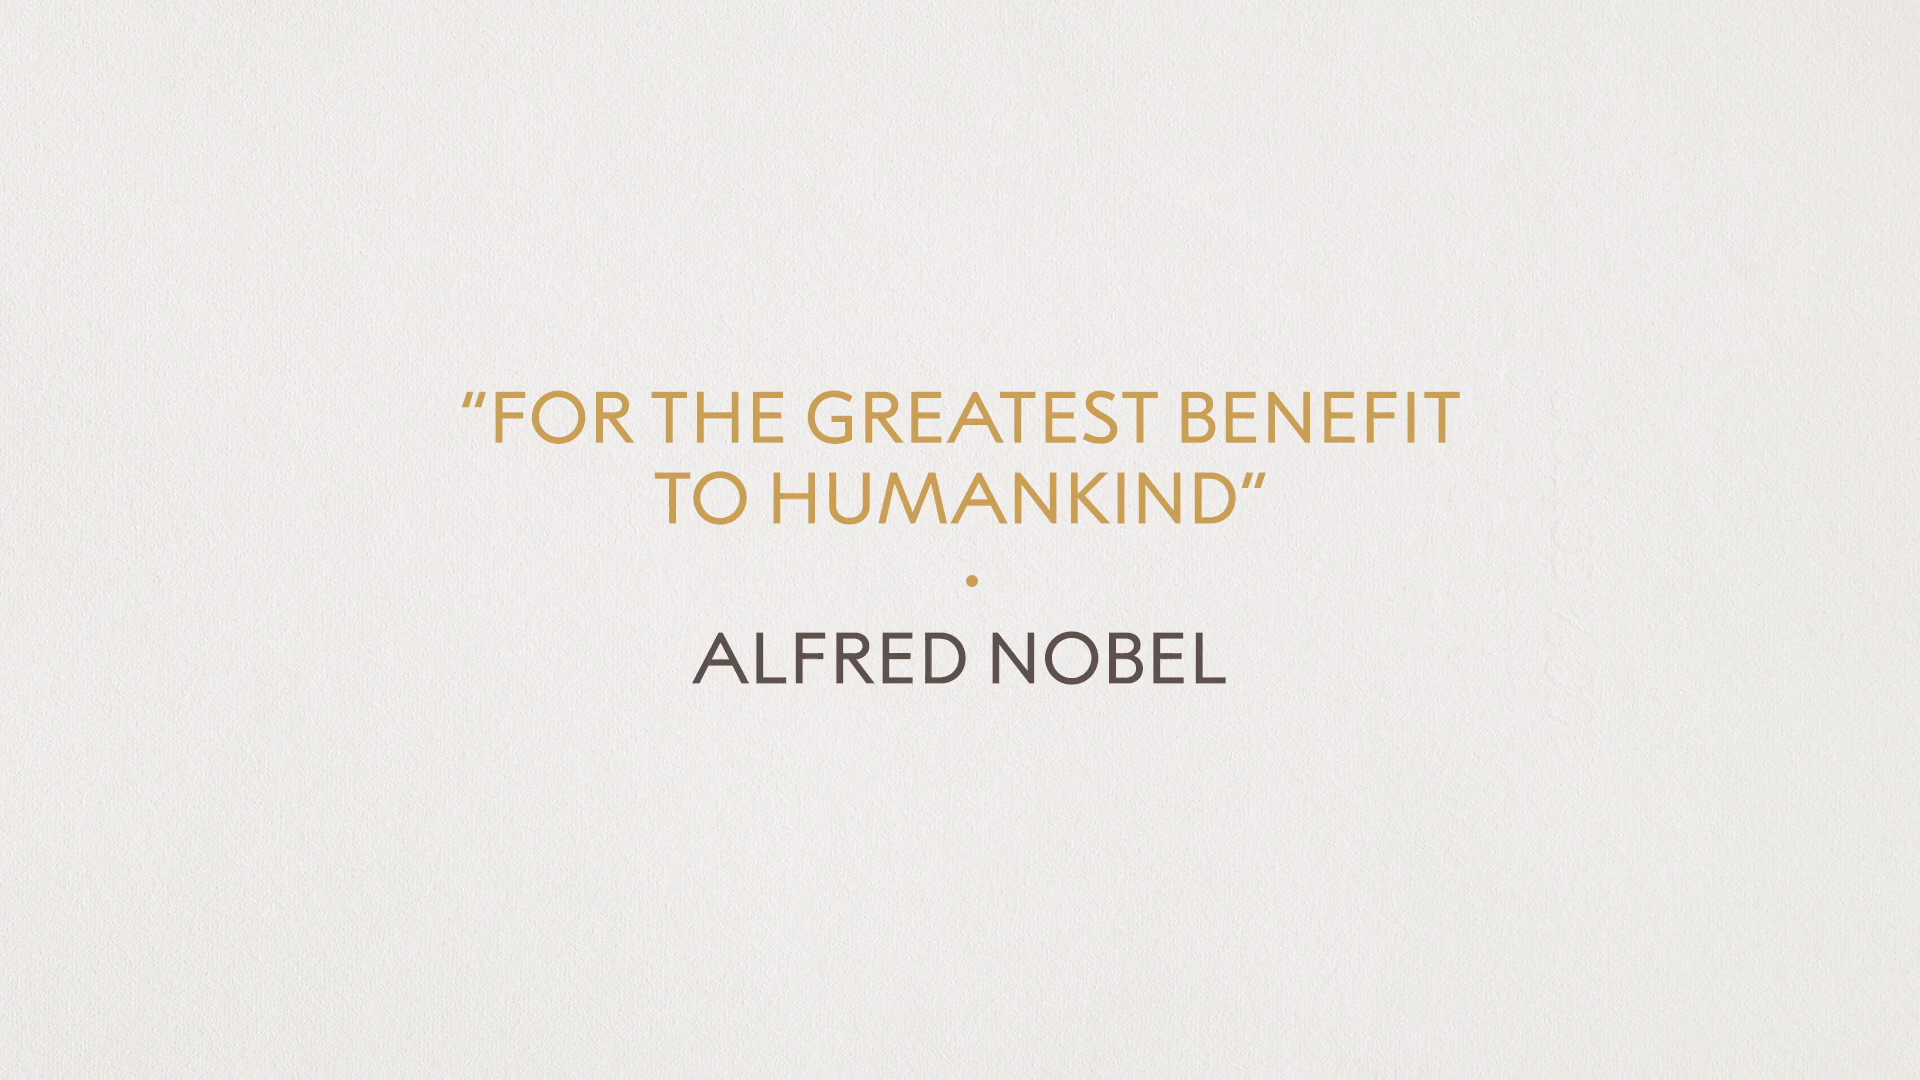 "FOR THE GREATEST BENEFIT
TO HUMANKIND"
•
ALFRED NOBEL